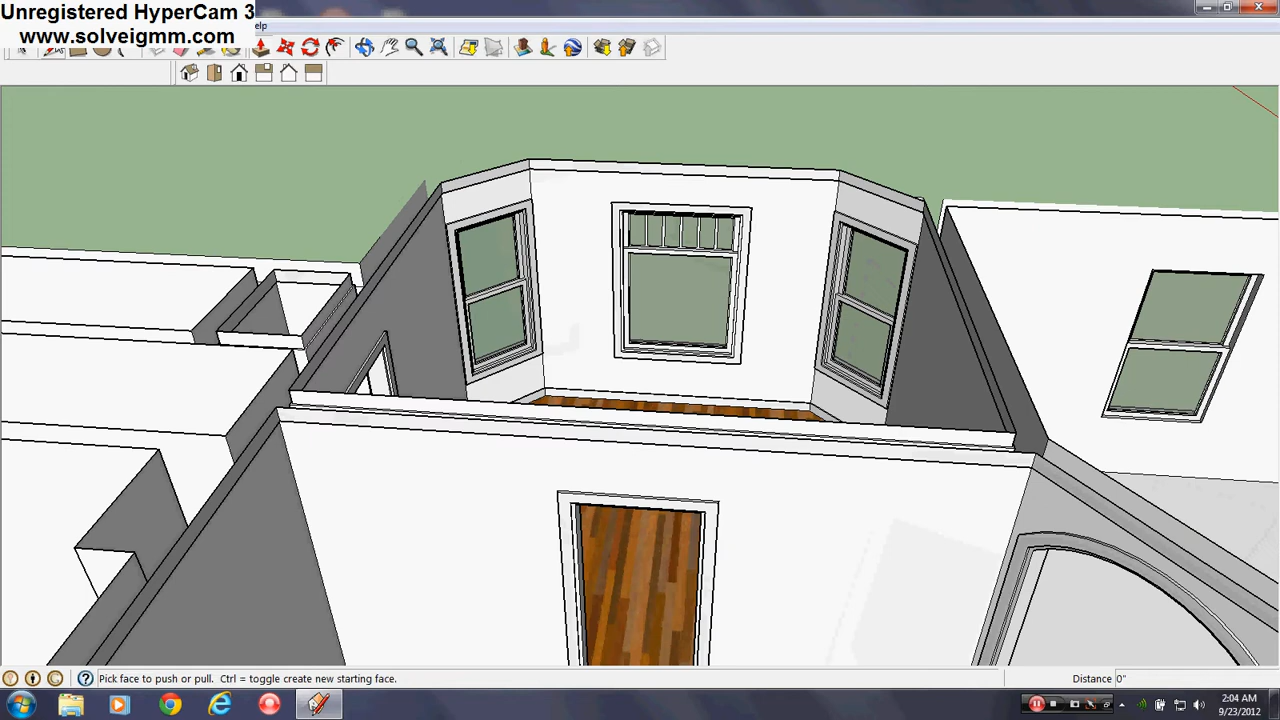 Unregistered HyperCam 3
www.solveigmm.com
elp
Pick face to push or pull.  Ctrl = toggle create new starting face.
Distance 0"
2:04 AM
9/23/2012